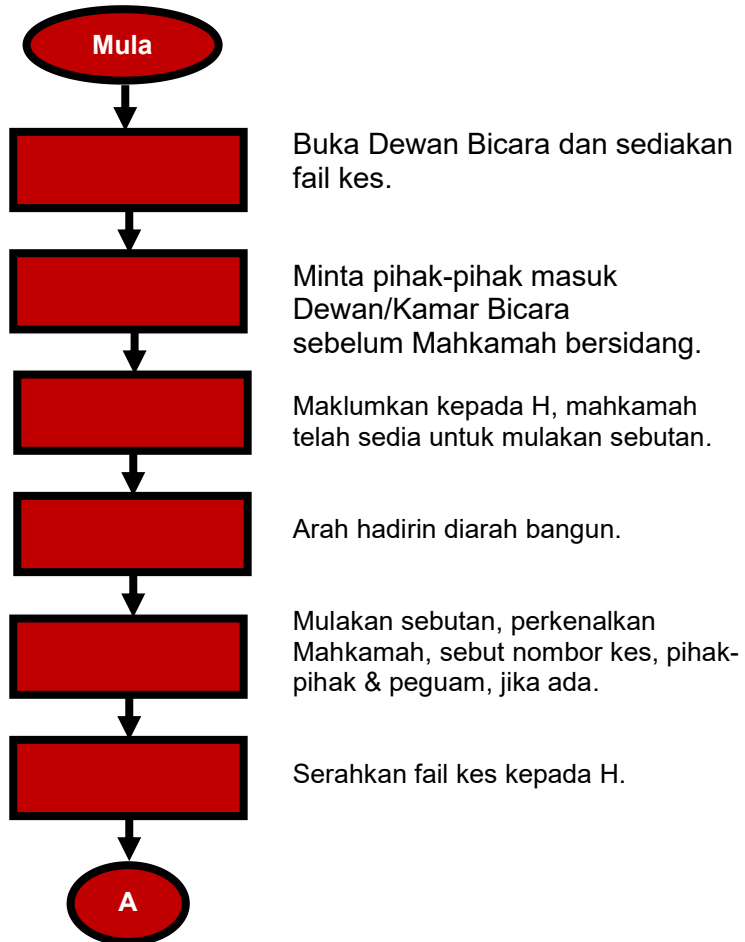 Mula
Buka Dewan Bicara dan sediakan
fail kes.
Minta pihak-pihak masuk
Dewan/Kamar Bicara
sebelum Mahkamah bersidang.
Maklumkan kepada H, mahkamah
telah sedia untuk mulakan sebutan.
Arah hadirin diarah bangun.
Mulakan sebutan, perkenalkan
Mahkamah, sebut nombor kes, pihak-
pihak & peguam, jika ada.
Serahkan fail kes kepada H.
A